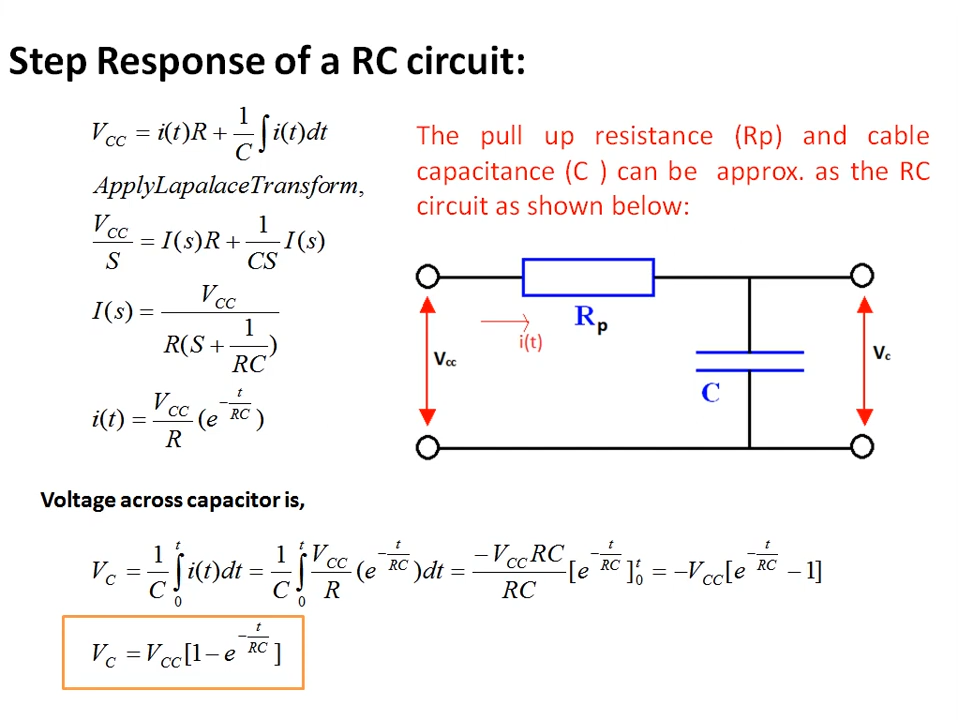 Step Response of a RC circuit:
V_CC = i(t)R + 1/C ∫ i(t)dt
ApplyLapalaceTransform,
V_CC/S = I(s)R + 1/CS I(s)
I(s) = V_CC / R(S + 1/RC)
i(t) = V_CC/R (e^(-t/RC))
The pull up resistance (Rp) and cable
capacitance (C ) can be approx. as the RC
circuit as shown below:
R_p
i(t)
V_cc
V_c
C
Voltage across capacitor is,
V_C = 1/C ∫_0^t i(t)dt = 1/C ∫_0^t V_CC/R (e^(-t/RC))dt = -V_CC RC/RC [e^(-t/RC)]_0^t = -V_CC[e^(-t/RC) - 1]
V_C = V_CC[1 - e^(-t/RC)]